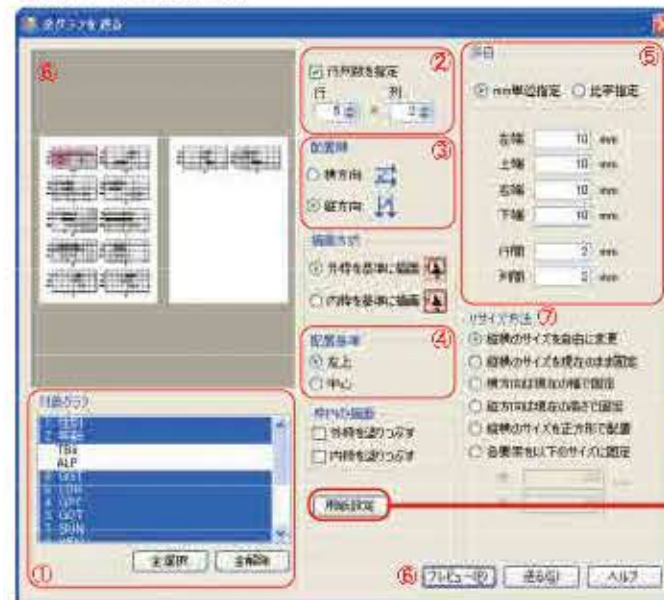 全グラフを送る
⑥
② 行列数を指定
行 列
5 × 2
③ 配置順
横方向
縦方向
描画方式
外枠を基準に描画
内枠を基準に描画
④ 配置基準
左上
中心
枠内の描画
外枠を塗りつぶす
内枠を塗りつぶす
用紙設定
余白 ⑤
mm単位指定 比率指定
左端 10 mm
上端 10 mm
右端 10 mm
下端 10 mm
行間 2 mm
列間 2 mm
リサイズ方法 ⑦
縦横のサイズを自由に変更
縦横のサイズを現在のまま固定
横方向は現在の幅で固定
縦方向は現在の高さで固定
縦横のサイズを正方形で配置
各要素を以下のサイズに固定
対象グラフ
TBil
ALP
GOT
① 全選択 全解除
⑥ プレビュー(P) 送る(S) ヘルプ